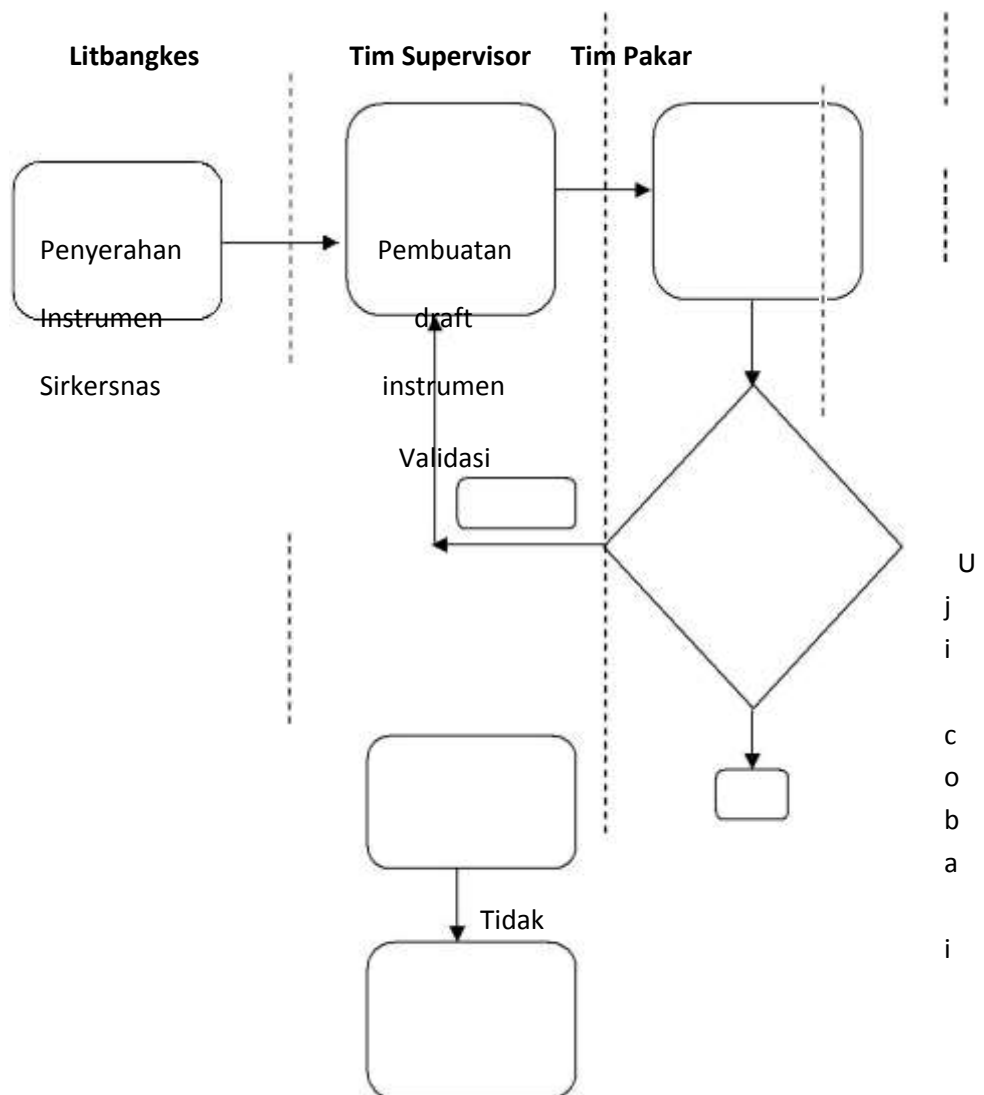 Litbangkes
Tim Supervisor
Tim Pakar
Penyerahan
Instrumen
Sirkersnas
Pembuatan
draft
instrumen
Validasi
Tidak
U
j
i
c
o
b
a
i